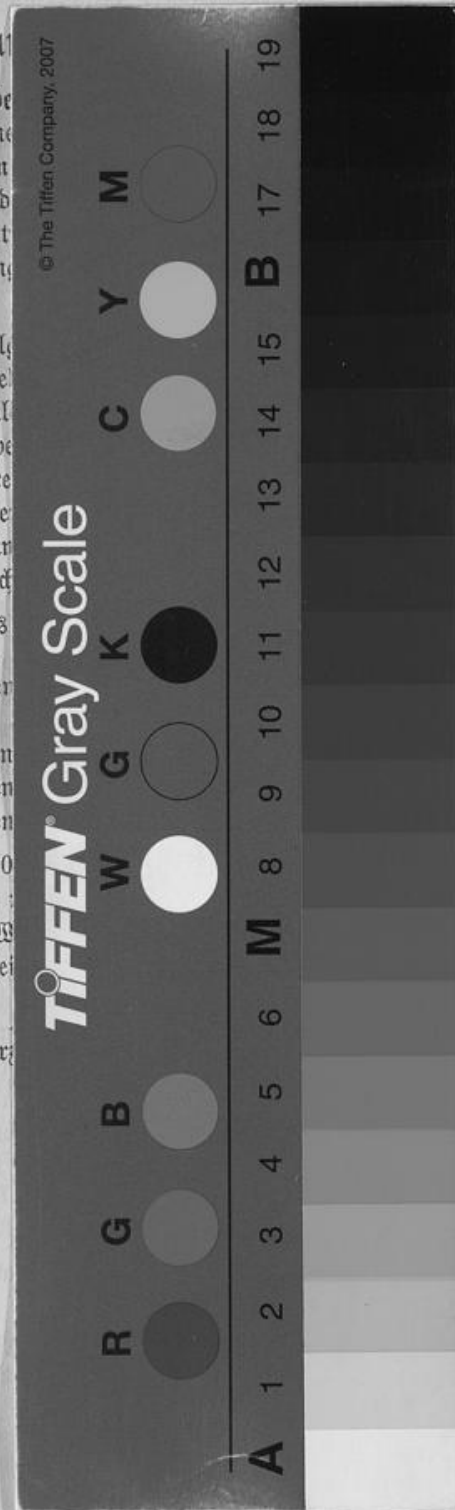 © The Tiffen Company, 2007
TIFFEN® Gray Scale
R G B W G K C Y M
A 1 2 3 4 5 6 M 8 9 10 11 12 13 14 15 B 17 18 19